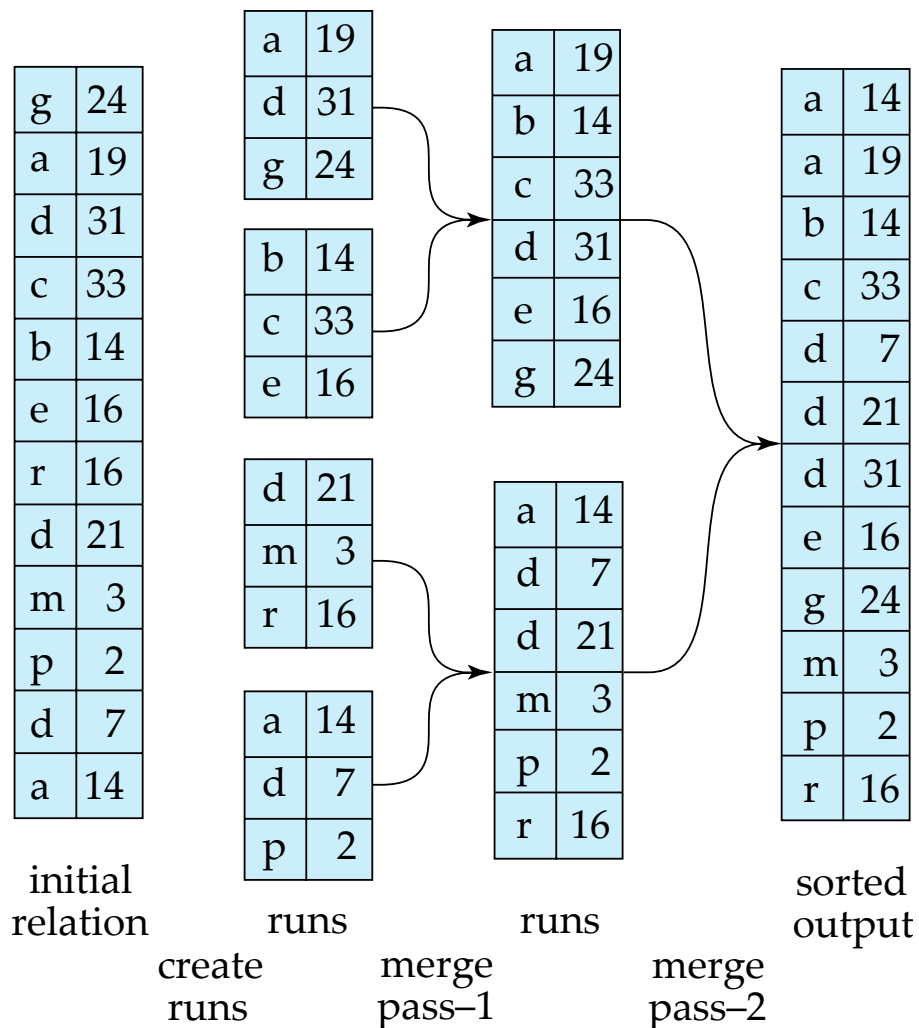 g 24
a 19
d 31
c 33
b 14
e 16
r 16
d 21
m 3
p 2
d 7
a 14
initial
relation
a 19
d 31
g 24
b 14
c 33
e 16
d 21
m 3
r 16
a 14
d 7
p 2
runs
a 19
b 14
c 33
d 31
e 16
g 24
a 14
d 7
d 21
m 3
p 2
r 16
runs
a 14
a 19
b 14
c 33
d 7
d 21
d 31
e 16
g 24
m 3
p 2
r 16
sorted
output
create
runs
merge
pass–1
merge
pass–2